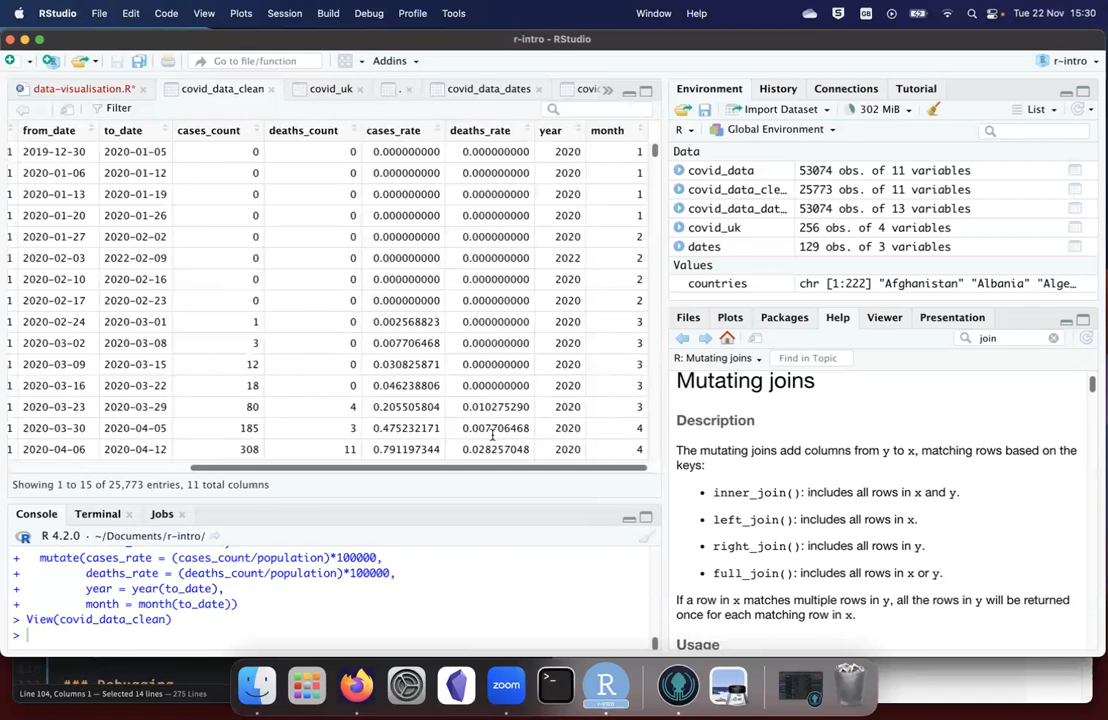 RStudio File Edit Code View Plots Session Build Debug Profile Tools Window Help GB Tue 22 Nov 15:30
r-intro - RStudio
Go to file/function Addins r-intro
data-visualisation.R* covid_data_clean covid_uk . covid_data_dates covi
Filter
from_date to_date cases_count deaths_count cases_rate deaths_rate year month
1 2019-12-30 2020-01-05 0 0 0.000000000 0.000000000 2020 1
1 2020-01-06 2020-01-12 0 0 0.000000000 0.000000000 2020 1
1 2020-01-13 2020-01-19 0 0 0.000000000 0.000000000 2020 1
1 2020-01-20 2020-01-26 0 0 0.000000000 0.000000000 2020 1
1 2020-01-27 2020-02-02 0 0 0.000000000 0.000000000 2020 2
1 2020-02-03 2022-02-09 0 0 0.000000000 0.000000000 2022 2
1 2020-02-10 2020-02-16 0 0 0.000000000 0.000000000 2020 2
1 2020-02-17 2020-02-23 0 0 0.000000000 0.000000000 2020 2
1 2020-02-24 2020-03-01 1 0 0.002568823 0.000000000 2020 3
1 2020-03-02 2020-03-08 3 0 0.007706468 0.000000000 2020 3
1 2020-03-09 2020-03-15 12 0 0.030825871 0.000000000 2020 3
1 2020-03-16 2020-03-22 18 0 0.046238806 0.000000000 2020 3
1 2020-03-23 2020-03-29 80 4 0.205505804 0.010275290 2020 3
1 2020-03-30 2020-04-05 185 3 0.475232171 0.007706468 2020 4
1 2020-04-06 2020-04-12 308 11 0.791197344 0.028257048 2020 4
Showing 1 to 15 of 25,773 entries, 11 total columns
Console Terminal Jobs
R 4.2.0 · ~/Documents/r-intro/
+ mutate(cases_rate = (cases_count/population)*100000,
+ deaths_rate = (deaths_count/population)*100000,
+ year = year(to_date),
+ month = month(to_date))
> View(covid_data_clean)
>
Environment History Connections Tutorial
Import Dataset 302 MiB List
R Global Environment
Data
covid_data 53074 obs. of 11 variables
covid_data_cle… 25773 obs. of 11 variables
covid_data_dat… 53074 obs. of 13 variables
covid_uk 256 obs. of 4 variables
dates 129 obs. of 3 variables
Values
countries chr [1:222] "Afghanistan" "Albania" "Alge…
Files Plots Packages Help Viewer Presentation
join
R: Mutating joins Find in Topic
Mutating joins
Description
The mutating joins add columns from y to x, matching rows based on the
keys:
• inner_join(): includes all rows in x and y.
• left_join(): includes all rows in x.
• right_join(): includes all rows in y.
• full_join(): includes all rows in x or y.
If a row in x matches multiple rows in y, all the rows in y will be returned
once for each matching row in x.
Usage
### Debugging
Line 104, Columns 1 — Selected 14 lines — 275 Lines
zoom
R
r-intro